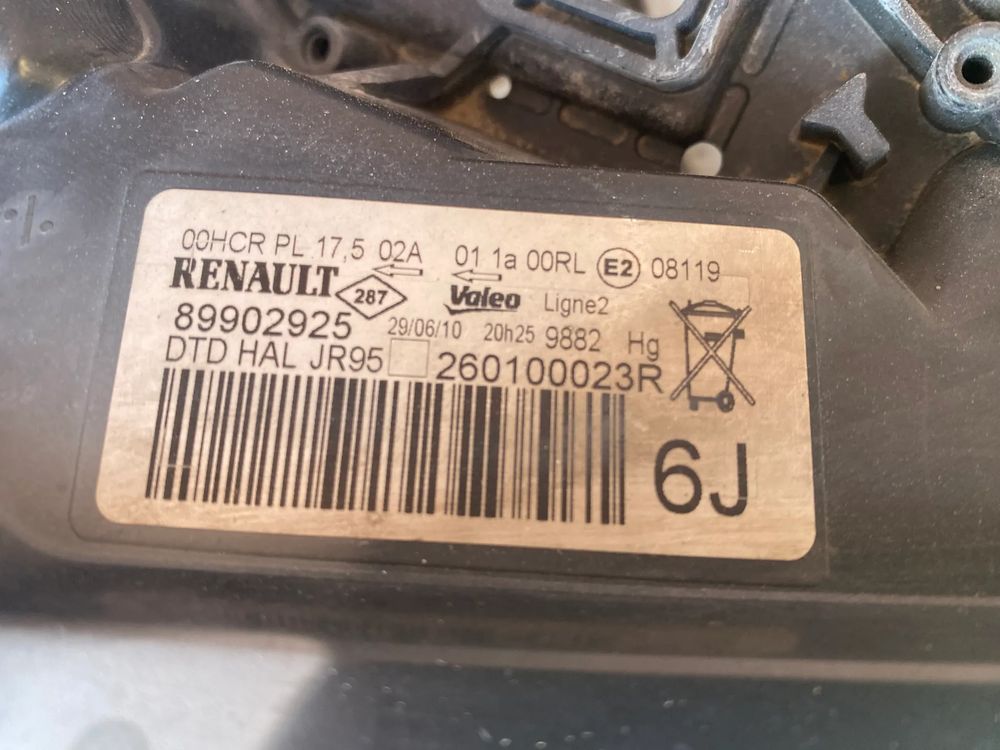 00HCR PL 17,5 02A 01 1a 00RL E2 08119
RENAULT 287 Valeo Ligne2
89902925 29/06/10 20h25 9882 Hg
DTD HAL JR95 260100023R
6J